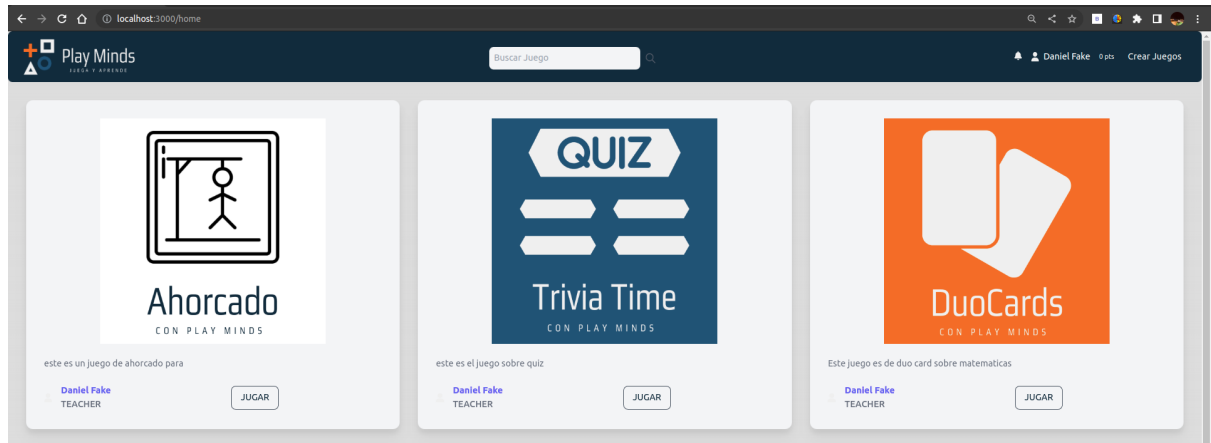 localhost:3000/home
Play Minds
JUEGA Y APRENDE
Buscar Juego
Daniel Fake 0 pts Crear Juegos
Ahorcado
CON PLAY MINDS
este es un juego de ahorcado para
Daniel Fake
TEACHER
JUGAR
QUIZ
Trivia Time
CON PLAY MINDS
este es el juego sobre quiz
Daniel Fake
TEACHER
JUGAR
DuoCards
CON PLAY MINDS
Este juego es de duo card sobre matematicas
Daniel Fake
TEACHER
JUGAR